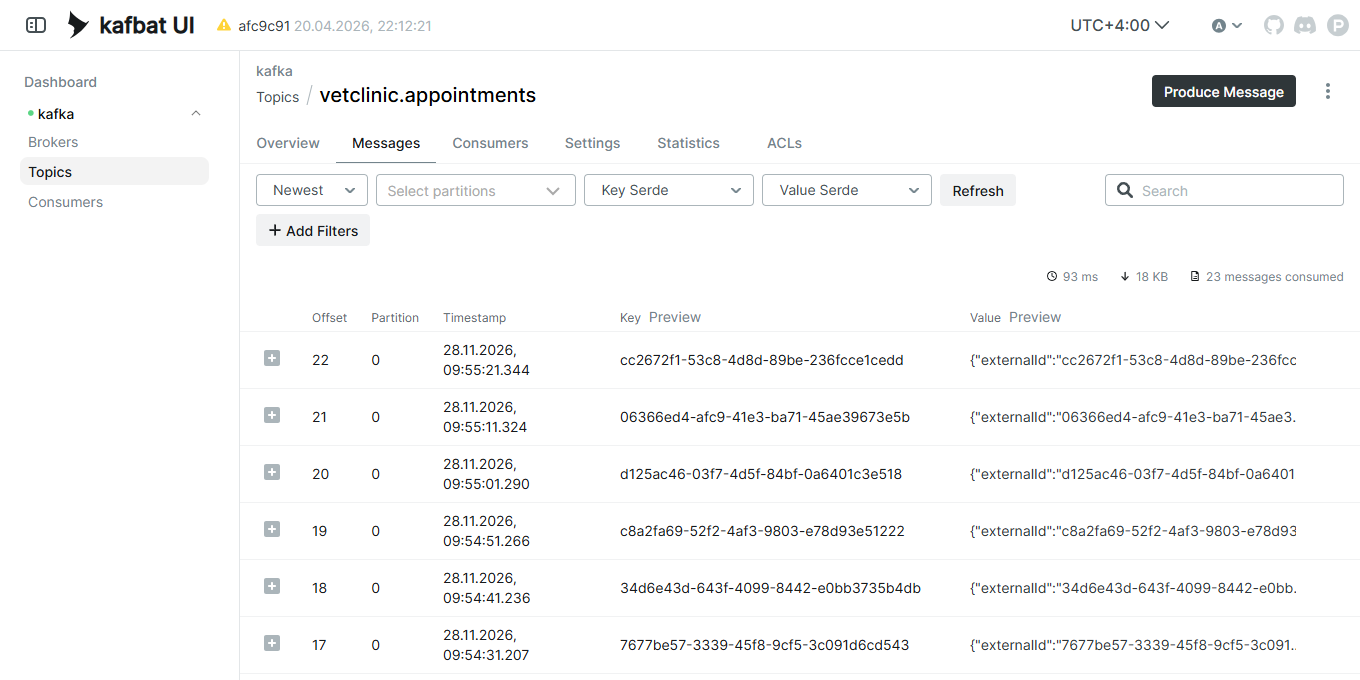 kafbat UI
afc9c91 20.04.2026, 22:12:21
UTC+4:00
A
Dashboard
kafka
Brokers
Topics
Consumers
kafka
Topics / vetclinic.appointments
Produce Message
Overview Messages Consumers Settings Statistics ACLs
Newest Select partitions Key Serde Value Serde Refresh Search
+ Add Filters
93 ms 18 KB 23 messages consumed
Offset Partition Timestamp Key Preview Value Preview
22 0 28.11.2026, 09:55:21.344 cc2672f1-53c8-4d8d-89be-236fcce1cedd {"externalId":"cc2672f1-53c8-4d8d-89be-236fcc
21 0 28.11.2026, 09:55:11.324 06366ed4-afc9-41e3-ba71-45ae39673e5b {"externalId":"06366ed4-afc9-41e3-ba71-45ae3.
20 0 28.11.2026, 09:55:01.290 d125ac46-03f7-4d5f-84bf-0a6401c3e518 {"externalId":"d125ac46-03f7-4d5f-84bf-0a6401
19 0 28.11.2026, 09:54:51.266 c8a2fa69-52f2-4af3-9803-e78d93e51222 {"externalId":"c8a2fa69-52f2-4af3-9803-e78d93
18 0 28.11.2026, 09:54:41.236 34d6e43d-643f-4099-8442-e0bb3735b4db {"externalId":"34d6e43d-643f-4099-8442-e0bb.
17 0 28.11.2026, 09:54:31.207 7677be57-3339-45f8-9cf5-3c091d6cd543 {"externalId":"7677be57-3339-45f8-9cf5-3c091..